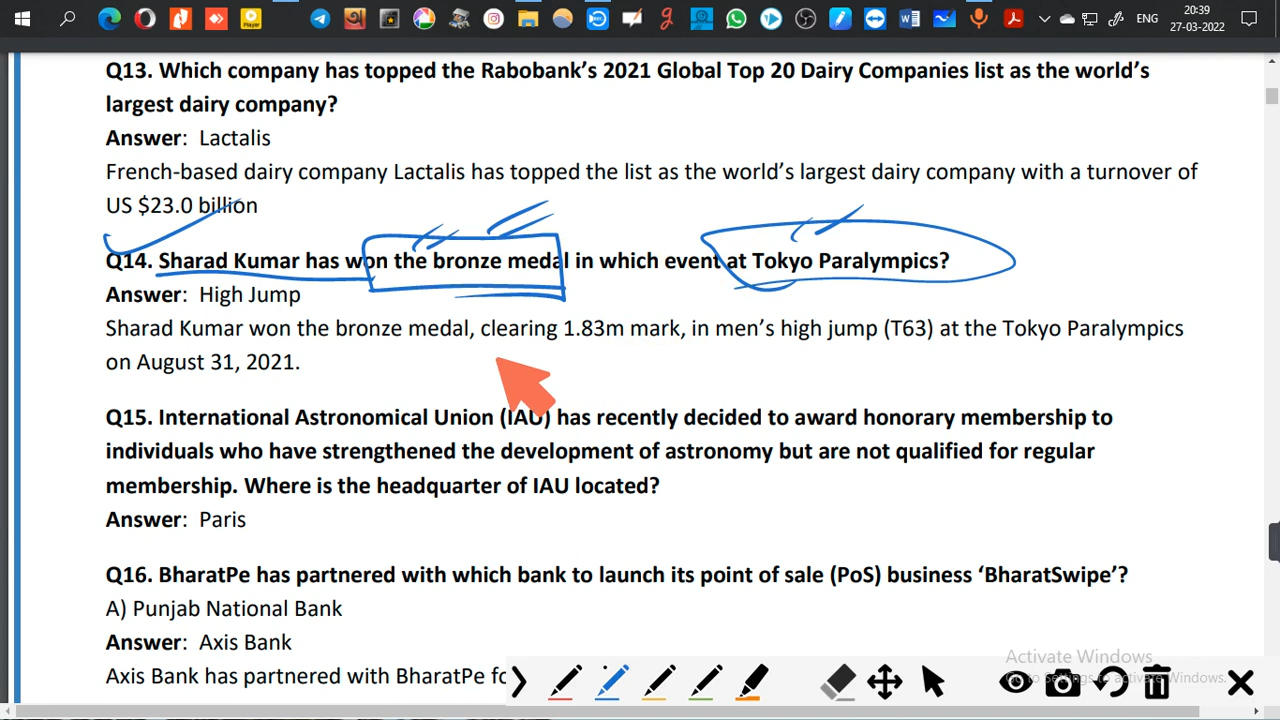 ENG
20:39
27-03-2022
Q13. Which company has topped the Rabobank’s 2021 Global Top 20 Dairy Companies list as the world’s
largest dairy company?
Answer: Lactalis
French-based dairy company Lactalis has topped the list as the world’s largest dairy company with a turnover of
US $23.0 billion
Q14. Sharad Kumar has won the bronze medal in which event at Tokyo Paralympics?
Answer: High Jump
Sharad Kumar won the bronze medal, clearing 1.83m mark, in men’s high jump (T63) at the Tokyo Paralympics
on August 31, 2021.
Q15. International Astronomical Union (IAU) has recently decided to award honorary membership to
individuals who have strengthened the development of astronomy but are not qualified for regular
membership. Where is the headquarter of IAU located?
Answer: Paris
Q16. BharatPe has partnered with which bank to launch its point of sale (PoS) business ‘BharatSwipe’?
A) Punjab National Bank
Answer: Axis Bank
Axis Bank has partnered with BharatPe
Activate Windows
Go to Settings to activate Windows.